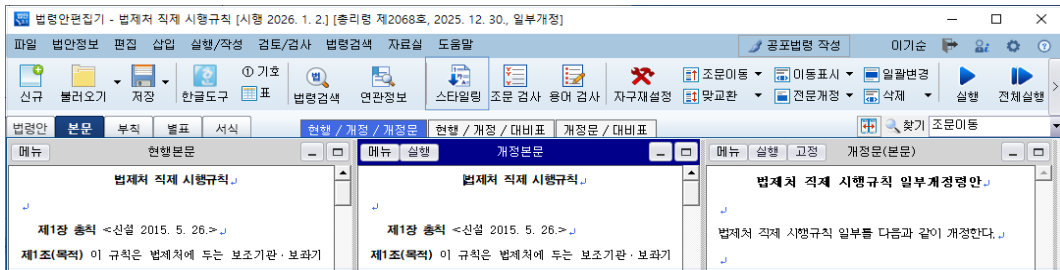 법령안편집기 - 법제처 직제 시행규칙 [시행 2026. 1. 2.] [총리령 제2068호, 2025. 12. 30., 일부개정]
파일 법안정보 편집 삽입 실행/작성 검토/검사 법령검색 자료실 도움말 공포법령 작성 이기순
신규 불러오기 저장 한글도구 ① 기호 표 법령검색 연관정보 스타일링 조문 검사 용어 검사 자구재설정 조문이동 맞교환 이동표시 전문개정 일괄변경 삭제 실행 전체실행
법령안 본문 부칙 별표 서식 현행 / 개정 / 개정문 현행 / 개정 / 대비표 개정문 / 대비표 찾기 조문이동
메뉴 현행본문 메뉴 실행 개정본문 메뉴 실행 고정 개정문(본문)
법제처 직제 시행규칙
제1장 총칙 <신설 2015. 5. 26.>
제1조(목적) 이 규칙은 법제처에 두는 보조기관ㆍ보좌기
법제처 직제 시행규칙
제1장 총칙 <신설 2015. 5. 26.>
제1조(목적) 이 규칙은 법제처에 두는 보조기관ㆍ보좌기
법제처 직제 시행규칙 일부개정령안
법제처 직제 시행규칙 일부를 다음과 같이 개정한다.